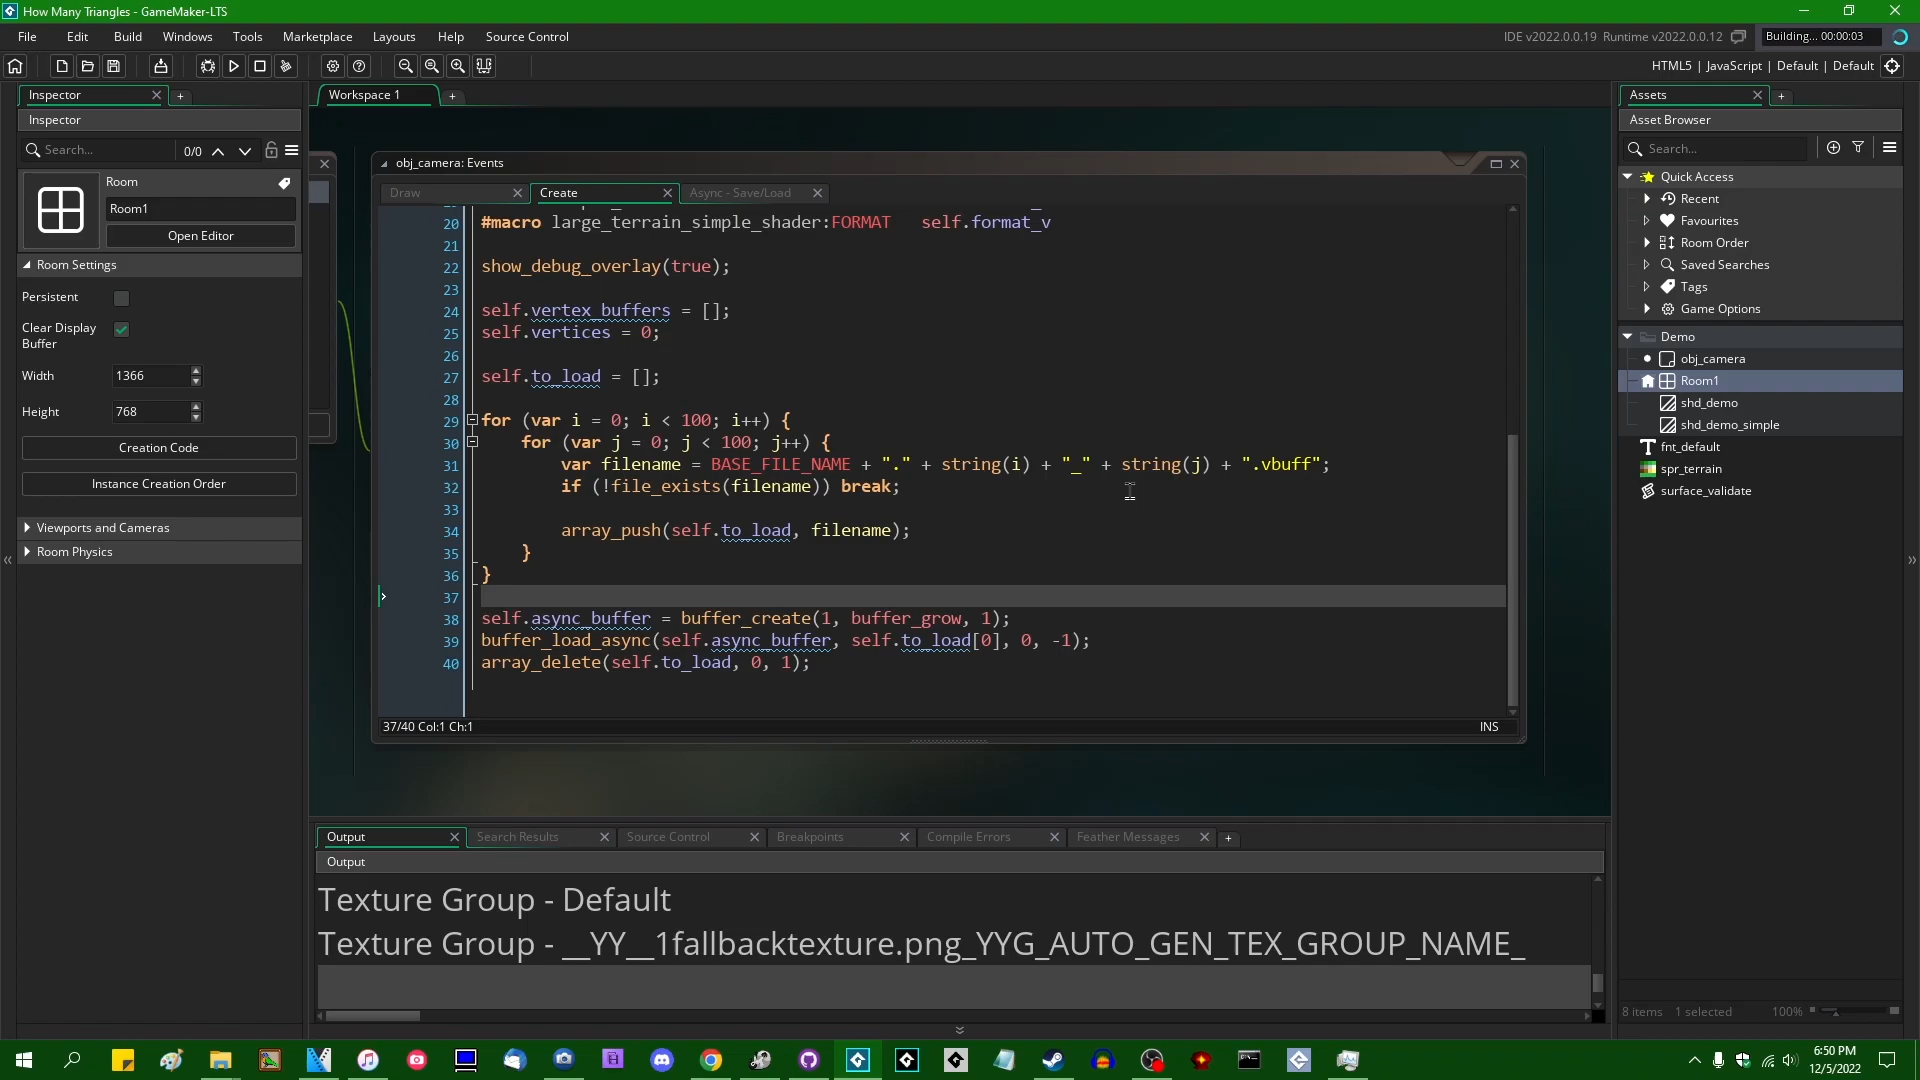 How Many Triangles - GameMaker-LTS
File Edit Build Windows Tools Marketplace Layouts Help Source Control
IDE v2022.0.0.19 Runtime v2022.0.0.12
Building... 00:00:03
HTML5 | JavaScript | Default | Default
Inspector
Inspector
Search...
0/0
Room
Room1
Open Editor
Room Settings
Persistent
Clear Display
Buffer
Width 1366
Height 768
Creation Code
Instance Creation Order
Viewports and Cameras
Room Physics
Workspace 1
obj_camera: Events
Draw Create Async - Save/Load
20 #macro large_terrain_simple_shader:FORMAT self.format_v
21
22 show_debug_overlay(true);
23
24 self.vertex_buffers = [];
25 self.vertices = 0;
26
27 self.to_load = [];
28
29 for (var i = 0; i < 100; i++) {
30 for (var j = 0; j < 100; j++) {
31 var filename = BASE_FILE_NAME + "." + string(i) + "_" + string(j) + ".vbuff";
32 if (!file_exists(filename)) break;
33
34 array_push(self.to_load, filename);
35 }
36 }
37
38 self.async_buffer = buffer_create(1, buffer_grow, 1);
39 buffer_load_async(self.async_buffer, self.to_load[0], 0, -1);
40 array_delete(self.to_load, 0, 1);
37/40 Col:1 Ch:1
INS
Output Search Results Source Control Breakpoints Compile Errors Feather Messages
Output
Texture Group - Default
Texture Group - __YY__1fallbacktexture.png_YYG_AUTO_GEN_TEX_GROUP_NAME_
Assets
Asset Browser
Search...
Quick Access
Recent
Favourites
Room Order
Saved Searches
Tags
Game Options
Demo
obj_camera
Room1
shd_demo
shd_demo_simple
fnt_default
spr_terrain
surface_validate
8 items 1 selected 100%
6:50 PM
12/5/2022